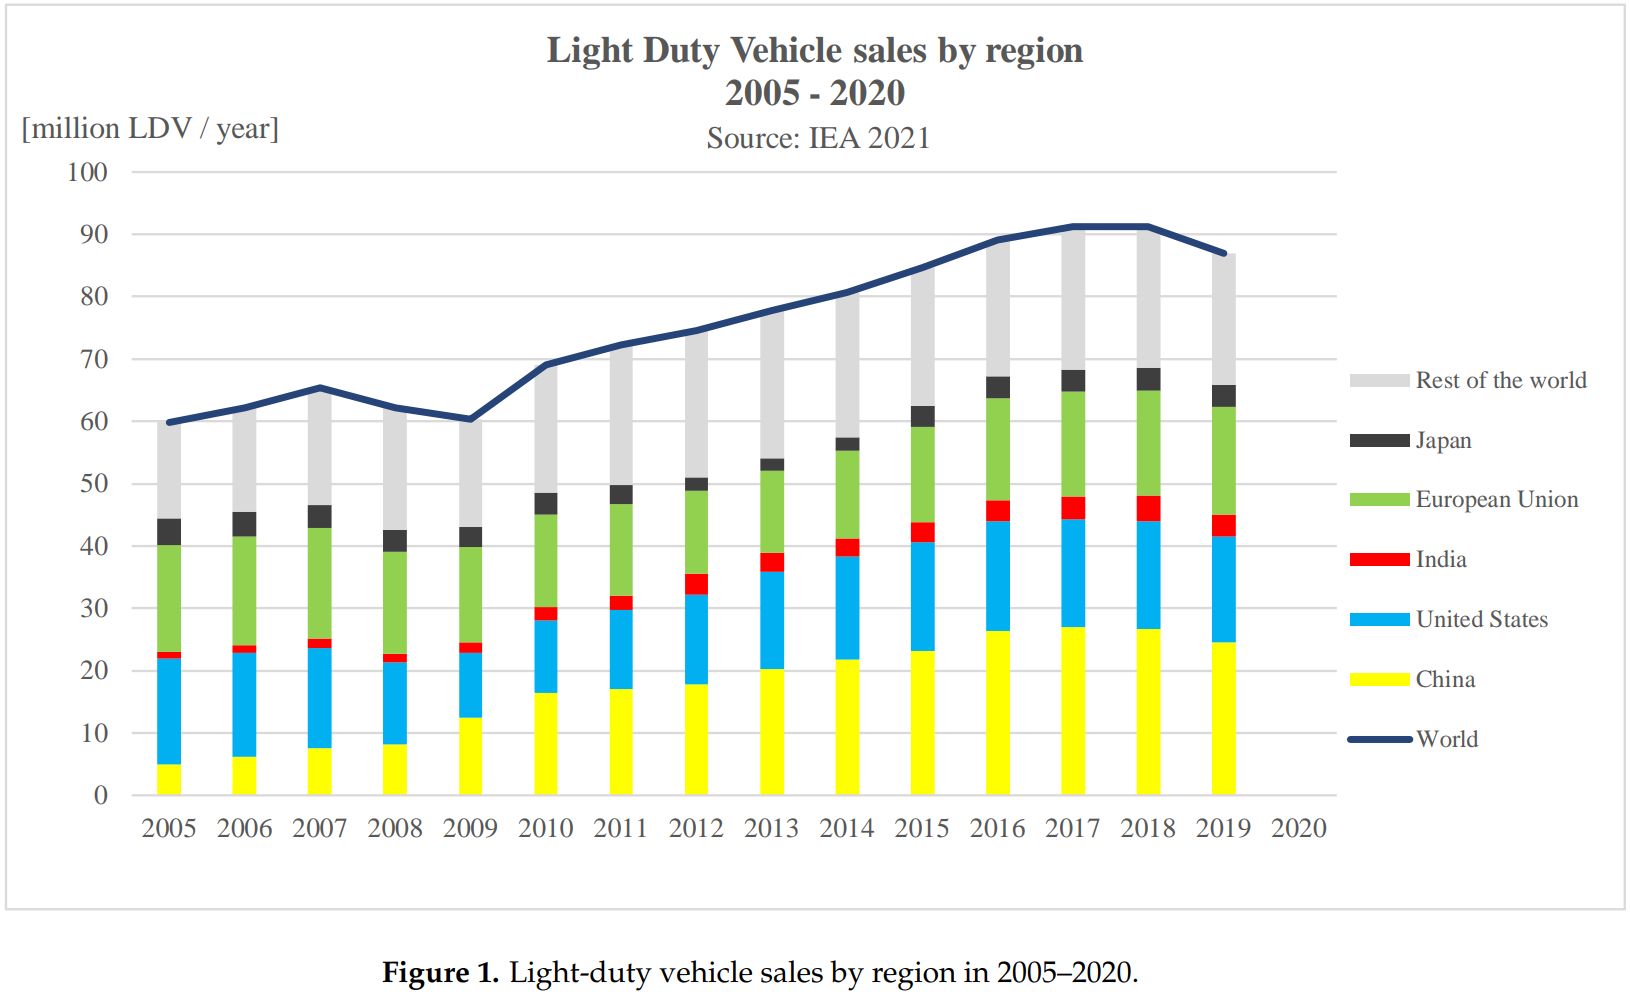 Light Duty Vehicle sales by region
2005 - 2020
[million LDV / year]
Source: IEA 2021
100
90
80
70
60
50
40
30
20
10
0
2005 2006 2007 2008 2009 2010 2011 2012 2013 2014 2015 2016 2017 2018 2019 2020
Rest of the world
Japan
European Union
India
United States
China
World
Figure 1. Light-duty vehicle sales by region in 2005–2020.